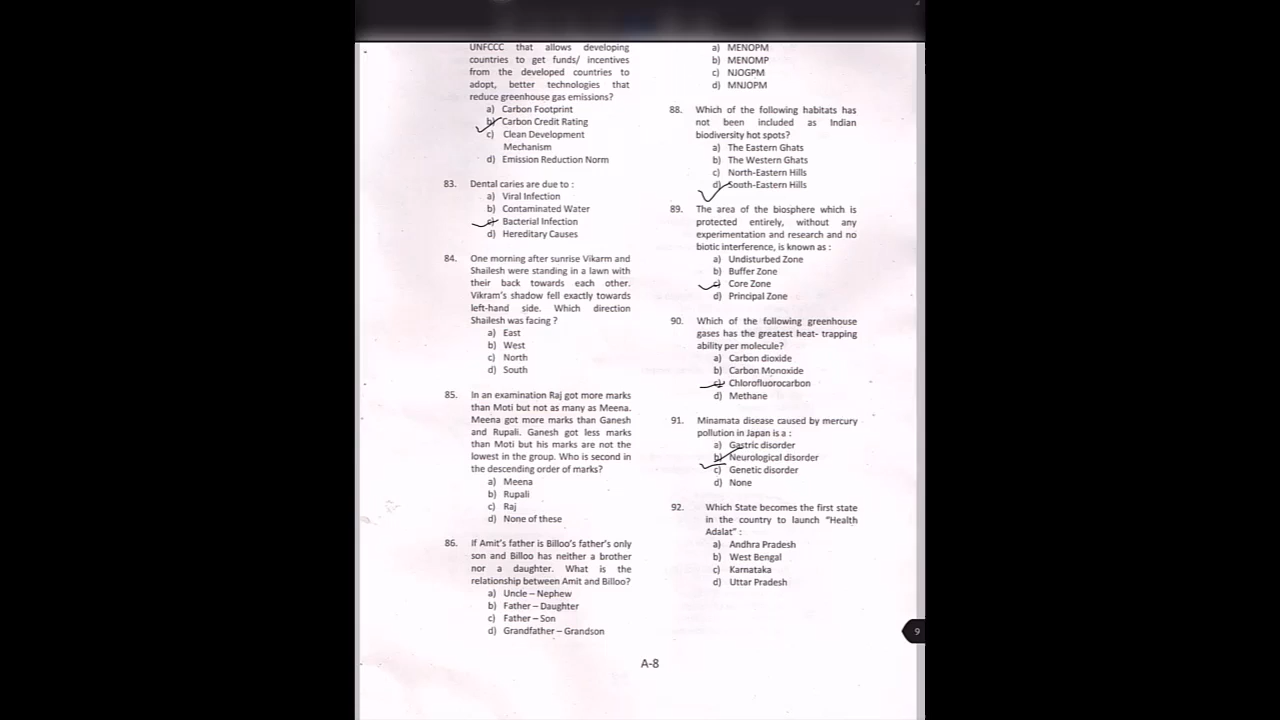 UNFCCC that allows developing
countries to get funds/ incentives
from the developed countries to
adopt, better technologies that
reduce greenhouse gas emissions?
a) Carbon Footprint
b) Carbon Credit Rating
c) Clean Development
Mechanism
d) Emission Reduction Norm
83. Dental caries are due to :
a) Viral Infection
b) Contaminated Water
c) Bacterial Infection
d) Hereditary Causes
84. One morning after sunrise Vikarm and
Shailesh were standing in a lawn with
their back towards each other.
Vikram's shadow fell exactly towards
left-hand side. Which direction
Shailesh was facing ?
a) East
b) West
c) North
d) South
85. In an examination Raj got more marks
than Moti but not as many as Meena.
Meena got more marks than Ganesh
and Rupali. Ganesh got less marks
than Moti but his marks are not the
lowest in the group. Who is second in
the descending order of marks?
a) Meena
b) Rupali
c) Raj
d) None of these
86. If Amit's father is Billoo's father's only
son and Billoo has neither a brother
nor a daughter. What is the
relationship between Amit and Billoo?
a) Uncle – Nephew
b) Father – Daughter
c) Father – Son
d) Grandfather – Grandson
a) MENOPM
b) MENOMP
c) NJOGPM
d) MNJOPM
88. Which of the following habitats has
not been included as Indian
biodiversity hot spots?
a) The Eastern Ghats
b) The Western Ghats
c) North-Eastern Hills
d) South-Eastern Hills
89. The area of the biosphere which is
protected entirely, without any
experimentation and research and no
biotic interference, is known as :
a) Undisturbed Zone
b) Buffer Zone
c) Core Zone
d) Principal Zone
90. Which of the following greenhouse
gases has the greatest heat- trapping
ability per molecule?
a) Carbon dioxide
b) Carbon Monoxide
c) Chlorofluorocarbon
d) Methane
91. Minamata disease caused by mercury
pollution in Japan is a :
a) Gastric disorder
b) Neurological disorder
c) Genetic disorder
d) None
92. Which State becomes the first state
in the country to launch “Health
Adalat” :
a) Andhra Pradesh
b) West Bengal
c) Karnataka
d) Uttar Pradesh
9
A-8